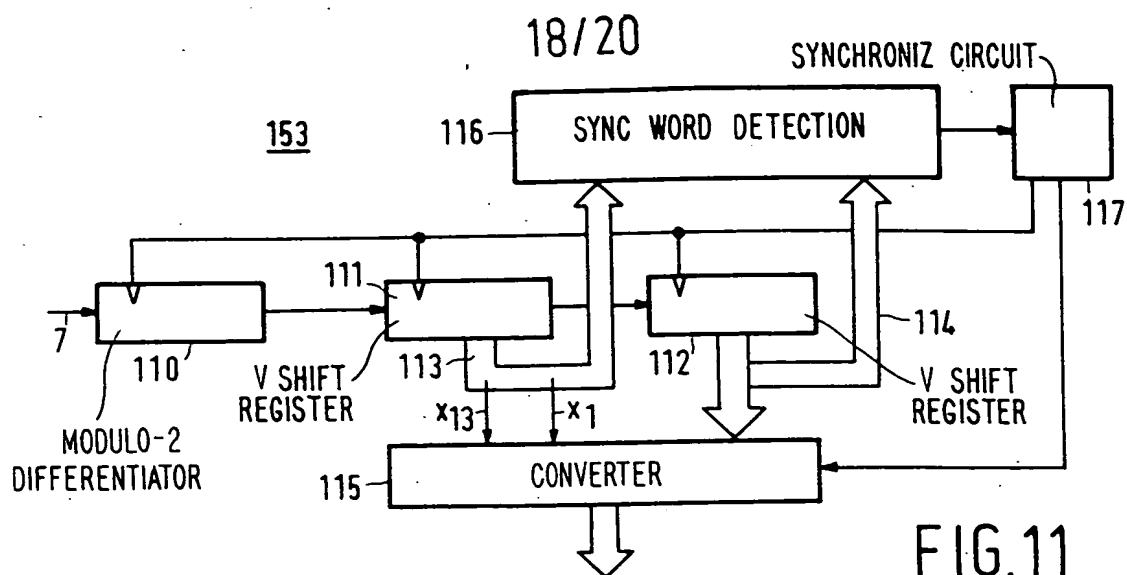 18/20
SYNCHRONIZ CIRCUIT
153
116
SYNC WORD DETECTION
117
111
7
110
113
112
114
V SHIFT
REGISTER
V SHIFT
REGISTER
X13
X1
MODULO-2
DIFFERENTIATOR
115
CONVERTER
FIG.11